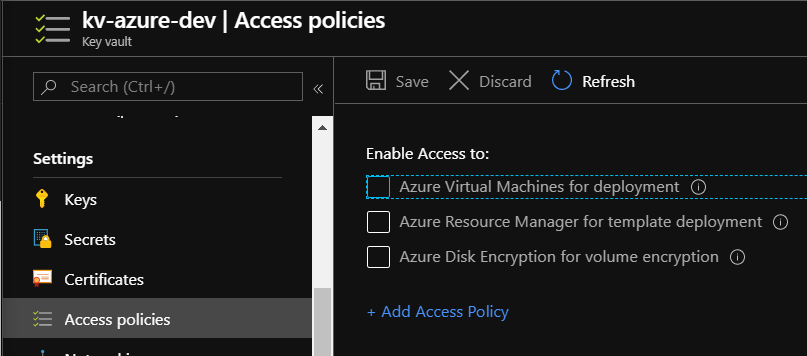 kv-azure-dev | Access policies
Key vault
Search (Ctrl+/)
«
Save
Discard
Refresh
Settings
Keys
Secrets
Certificates
Access policies
Enable Access to:
Azure Virtual Machines for deployment
Azure Resource Manager for template deployment
Azure Disk Encryption for volume encryption
+ Add Access Policy